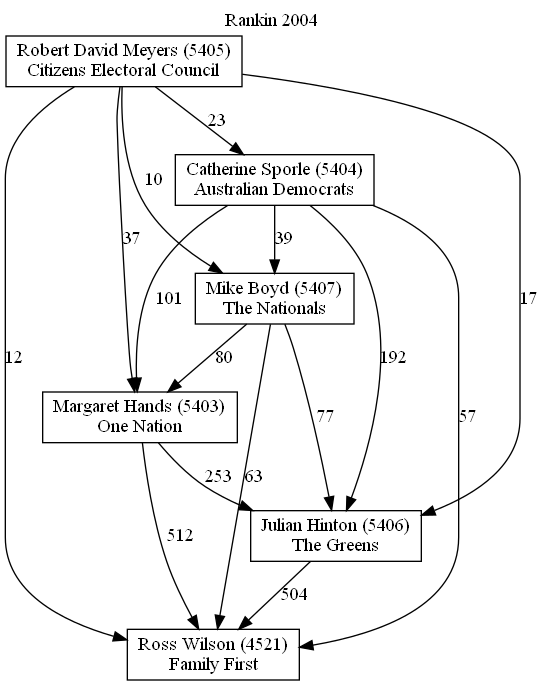 Rankin 2004
Robert David Meyers (5405)
Citizens Electoral Council
23
Catherine Sporle (5404)
Australian Democrats
10
37
39
Mike Boyd (5407)
The Nationals
101
17
12
80
192
Margaret Hands (5403)
One Nation
77
57
253
63
Julian Hinton (5406)
The Greens
512
504
Ross Wilson (4521)
Family First